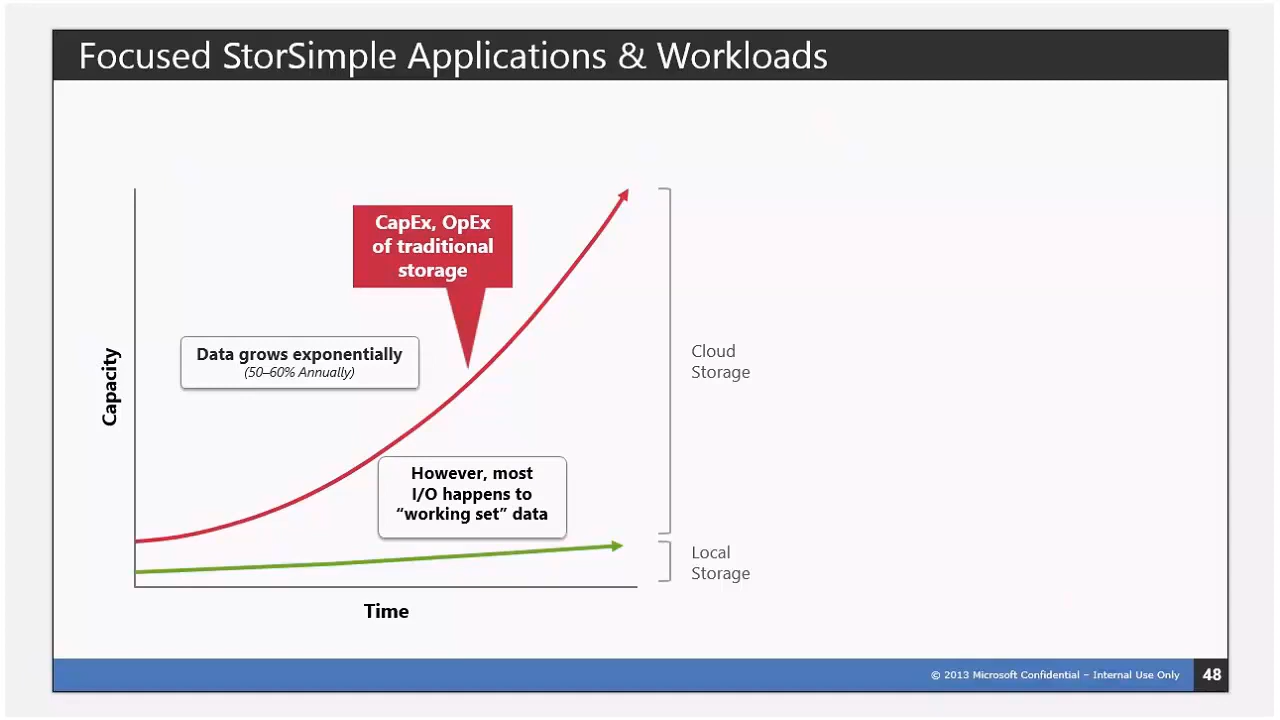 Focused StorSimple Applications & Workloads
CapEx, OpEx
of traditional
storage
Data grows exponentially
(50–60% Annually)
Capacity
Cloud
Storage
However, most
I/O happens to
“working set” data
Local
Storage
Time
© 2013 Microsoft Confidential – Internal Use Only
48